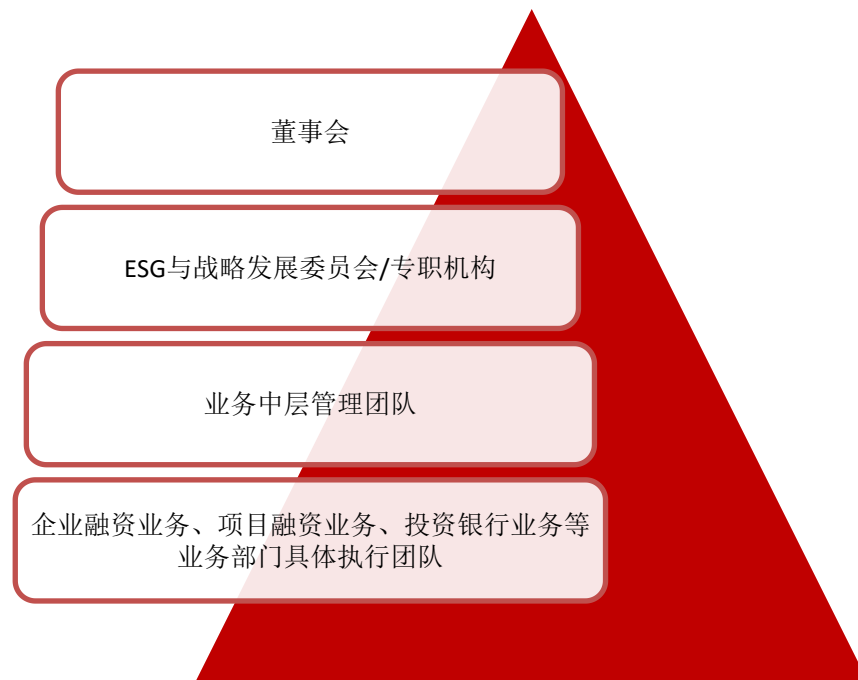 董事会
ESG与战略发展委员会/专职机构
业务中层管理团队
企业融资业务、项目融资业务、投资银行业务等
业务部门具体执行团队